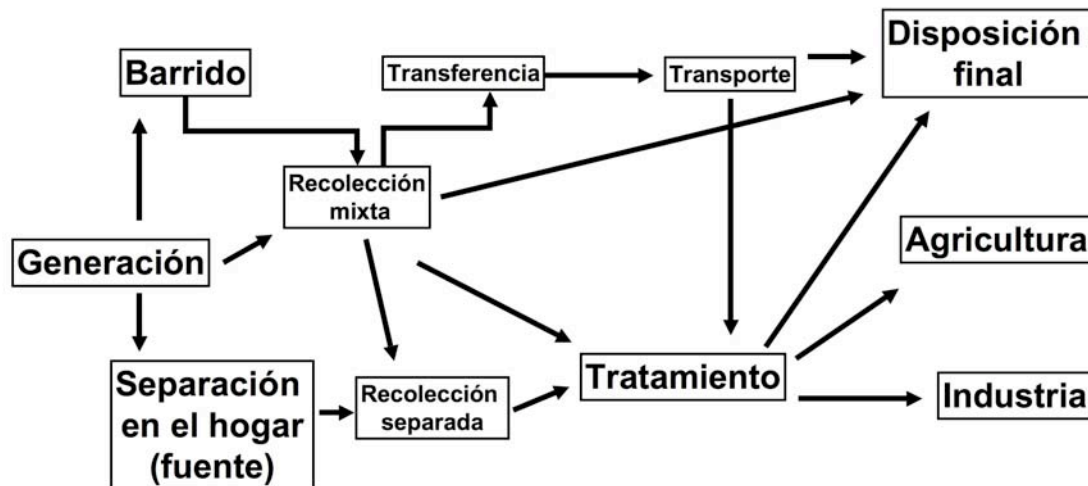 Barrido
Transferencia
Transporte
Disposición
final
Recolección
mixta
Generación
Agricultura
Separación
en el hogar
(fuente)
Recolección
separada
Tratamiento
Industria